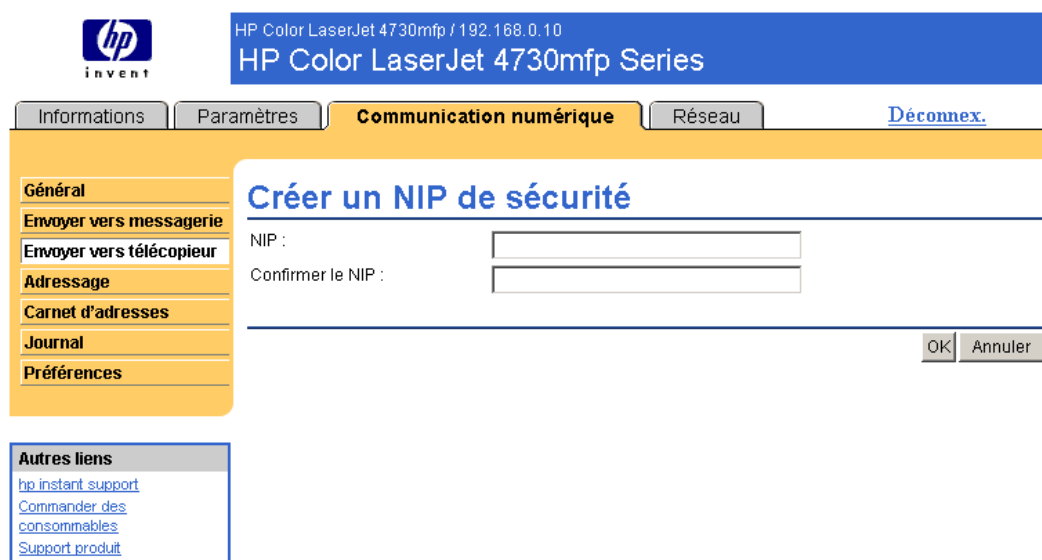 hp
invent
HP Color LaserJet 4730mfp / 192.168.0.10
HP Color LaserJet 4730mfp Series
Informations
Paramètres
Communication numérique
Réseau
Déconnex.
Général
Envoyer vers messagerie
Envoyer vers télécopieur
Adressage
Carnet d'adresses
Journal
Préférences
Créer un NIP de sécurité
NIP :
Confirmer le NIP :
OK
Annuler
Autres liens
hp instant support
Commander des
consommables
Support produit